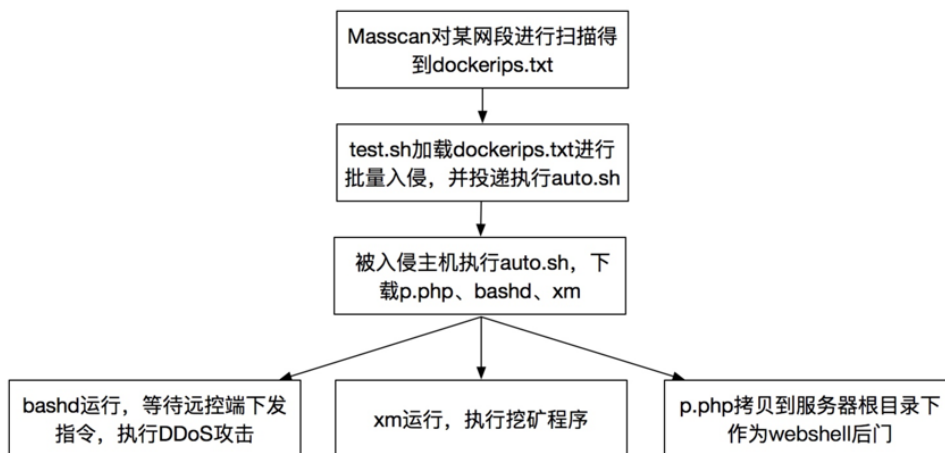 Masscan对某网段进行扫描得
到dockerips.txt
test.sh加载dockerips.txt进行
批量入侵，并投递执行auto.sh
被入侵主机执行auto.sh，下
载p.php、bashd、xm
bashd运行，等待远控端下发
指令，执行DDoS攻击
xm运行，执行挖矿程序
p.php拷贝到服务器根目录下
作为webshell后门